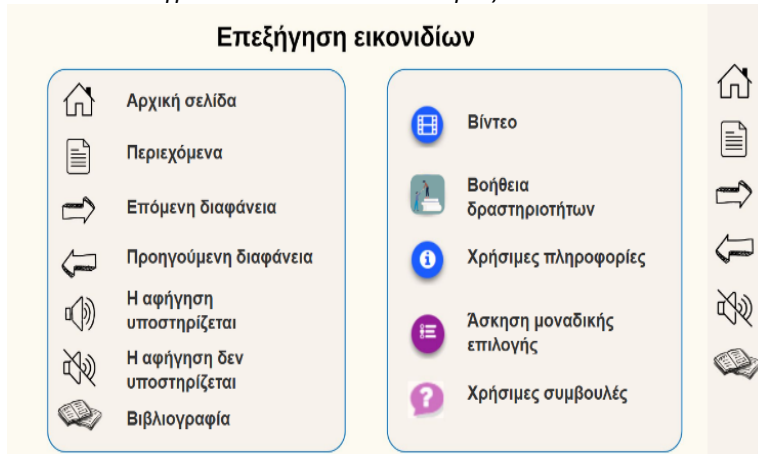 Επεξήγηση εικονιδίων
Αρχική σελίδα
Περιεχόμενα
Επόμενη διαφάνεια
Προηγούμενη διαφάνεια
Η αφήγηση
υποστηρίζεται
Η αφήγηση δεν
υποστηρίζεται
Βιβλιογραφία
Βίντεο
Βοήθεια
δραστηριοτήτων
Χρήσιμες πληροφορίες
Άσκηση μοναδικής
επιλογής
Χρήσιμες συμβουλές